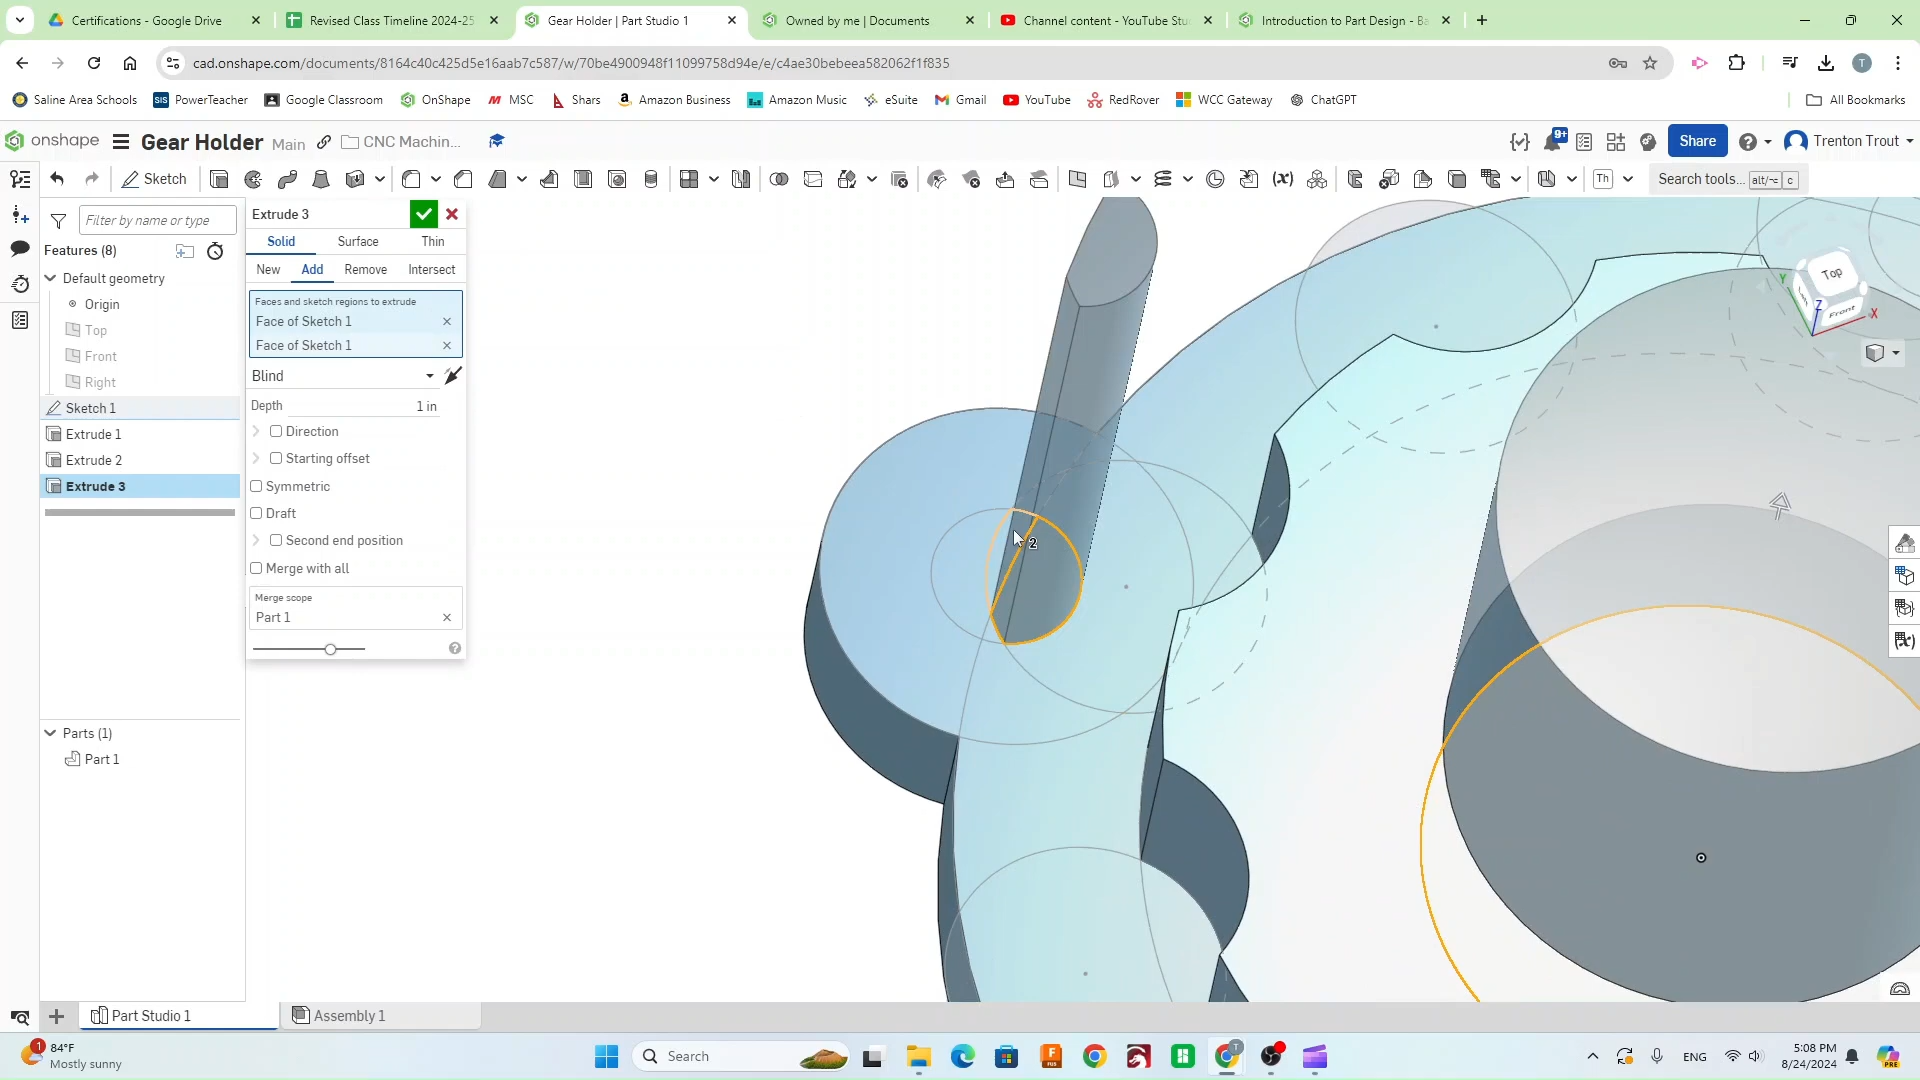 Certifications - Google Drive
Revised Class Timeline 2024-25
Gear Holder | Part Studio 1
Owned by me | Documents
Channel content - YouTube Stu
Introduction to Part Design - Ba
cad.onshape.com/documents/8164c40c425d5e16aab7c587/w/70be4900948f11099758d94e/e/c4ae30bebeea582062f1f835
T
Saline Area Schools
SIS
PowerTeacher
Google Classroom
OnShape
MSC
Shars
Amazon Business
Amazon Music
eSuite
Gmail
YouTube
RedRover
WCC Gateway
ChatGPT
All Bookmarks
onshape
Gear Holder
Main
CNC Machin...
9+
Share
Trenton Trout
Sketch
Th
Search tools...
alt/⌥ c
Filter by name or type
Features (8)
Default geometry
Origin
Top
Front
Right
Sketch 1
Extrude 1
Extrude 2
Extrude 3
Parts (1)
Part 1
Extrude 3
Solid
Surface
Thin
New
Add
Remove
Intersect
Faces and sketch regions to extrude
Face of Sketch 1
Face of Sketch 1
Blind
Depth
1 in
Direction
Starting offset
Symmetric
Draft
Second end position
Merge with all
Merge scope
Part 1
2
Top
Front
X
Y
Z
Part Studio 1
Assembly 1
1
84°F
Mostly sunny
Search
ENG
5:08 PM
8/24/2024